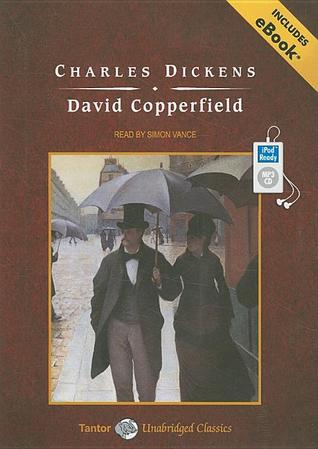 INCLUDES
eBook*
CHARLES DICKENS
David Copperfield
READ BY SIMON VANCE
iPod
Ready
MP3
CD
Tantor Unabridged Classics